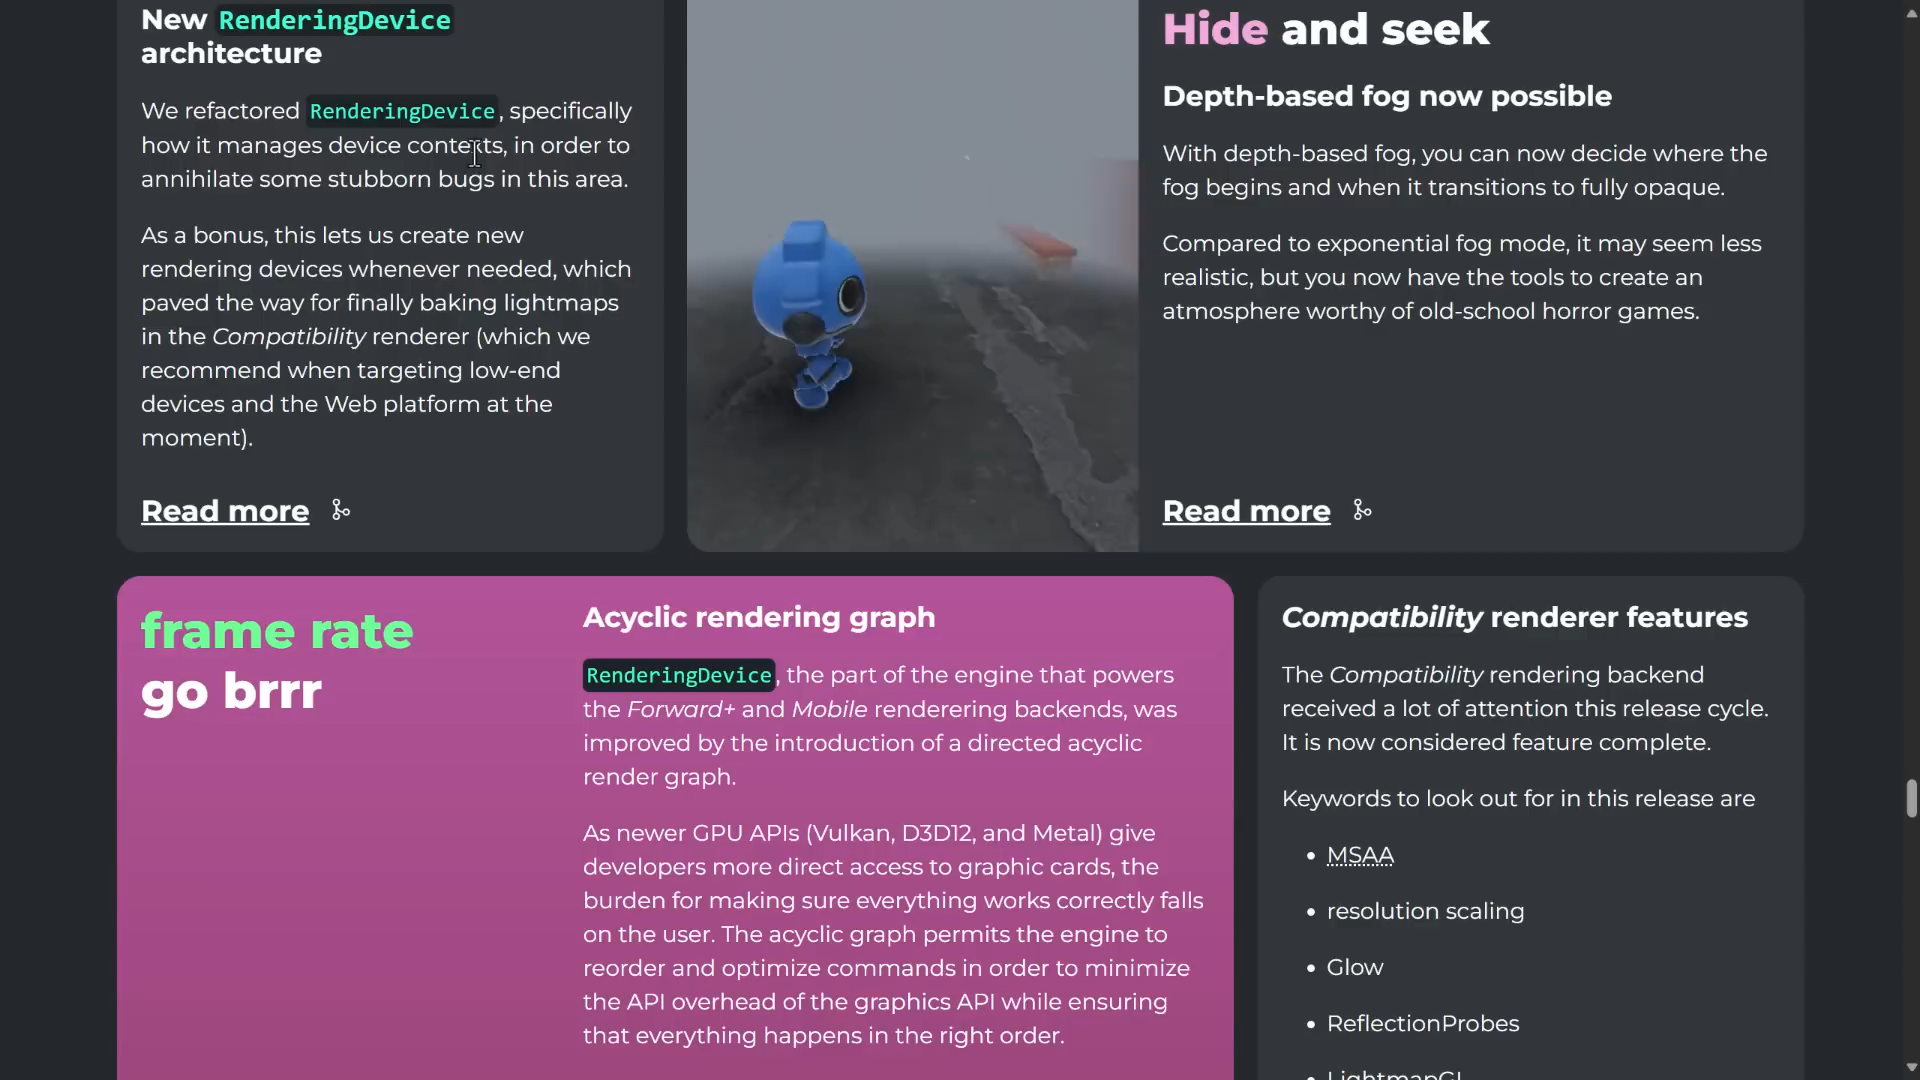 New RenderingDevice
architecture
We refactored RenderingDevice, specifically
how it manages device contexts, in order to
annihilate some stubborn bugs in this area.
As a bonus, this lets us create new
rendering devices whenever needed, which
paved the way for finally baking lightmaps
in the Compatibility renderer (which we
recommend when targeting low-end
devices and the Web platform at the
moment).
Read more
Hide and seek
Depth-based fog now possible
With depth-based fog, you can now decide where the
fog begins and when it transitions to fully opaque.
Compared to exponential fog mode, it may seem less
realistic, but you now have the tools to create an
atmosphere worthy of old-school horror games.
Read more
frame rate
go brrr
Acyclic rendering graph
RenderingDevice, the part of the engine that powers
the Forward+ and Mobile renderering backends, was
improved by the introduction of a directed acyclic
render graph.
As newer GPU APIs (Vulkan, D3D12, and Metal) give
developers more direct access to graphic cards, the
burden for making sure everything works correctly falls
on the user. The acyclic graph permits the engine to
reorder and optimize commands in order to minimize
the API overhead of the graphics API while ensuring
that everything happens in the right order.
Compatibility renderer features
The Compatibility rendering backend
received a lot of attention this release cycle.
It is now considered feature complete.
Keywords to look out for in this release are
• MSAA
• resolution scaling
• Glow
• ReflectionProbes
• LightmapGI